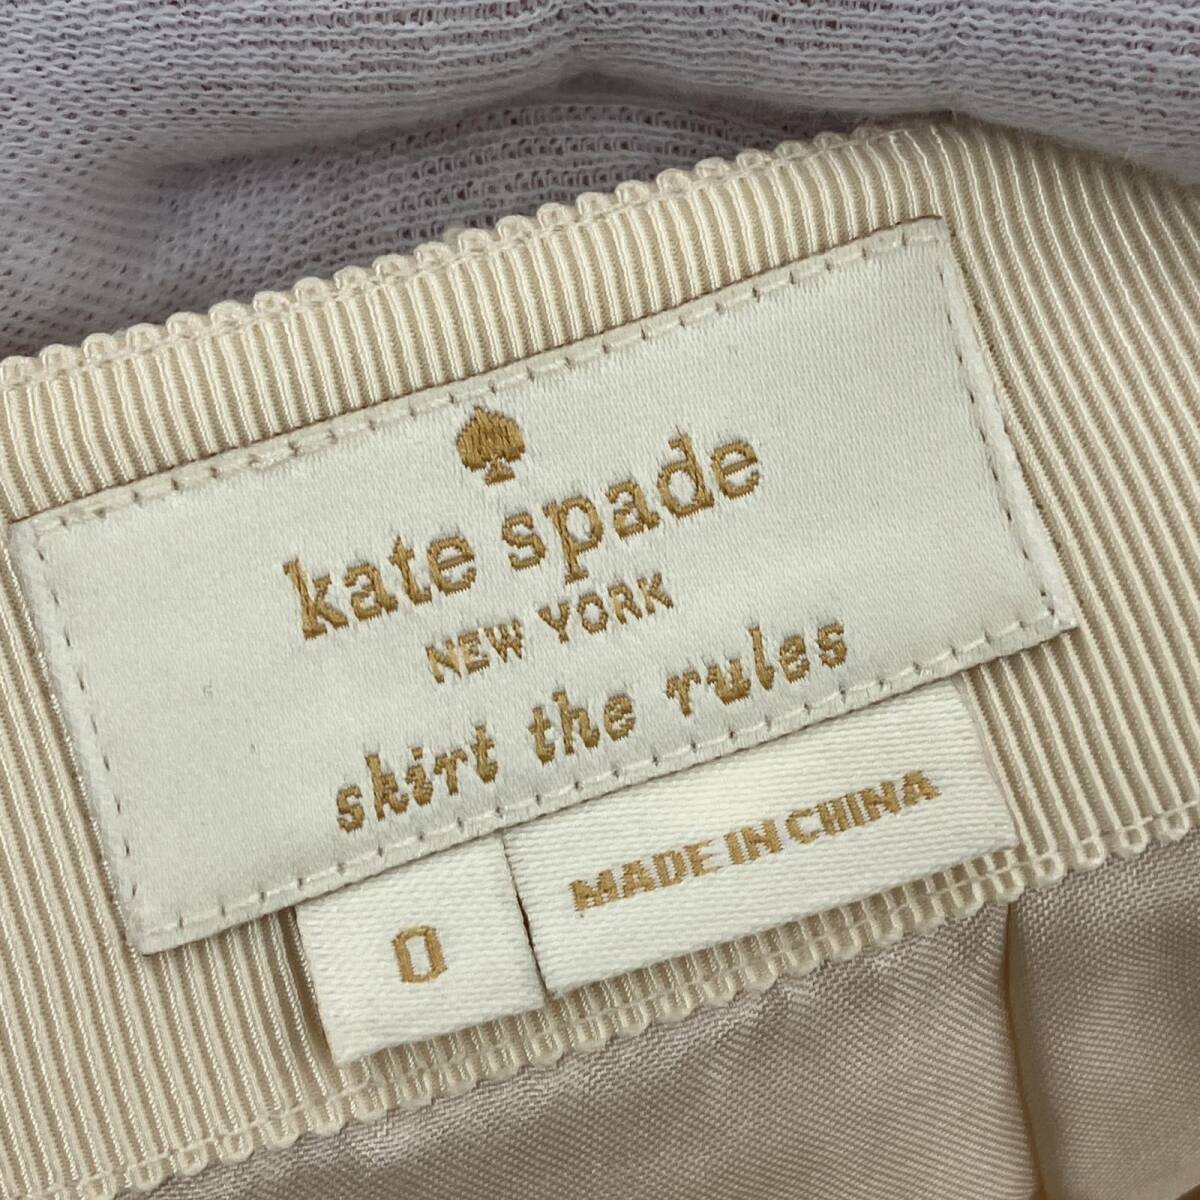 kate spade
NEW YORK
skirt the rules
0
MADE IN CHINA